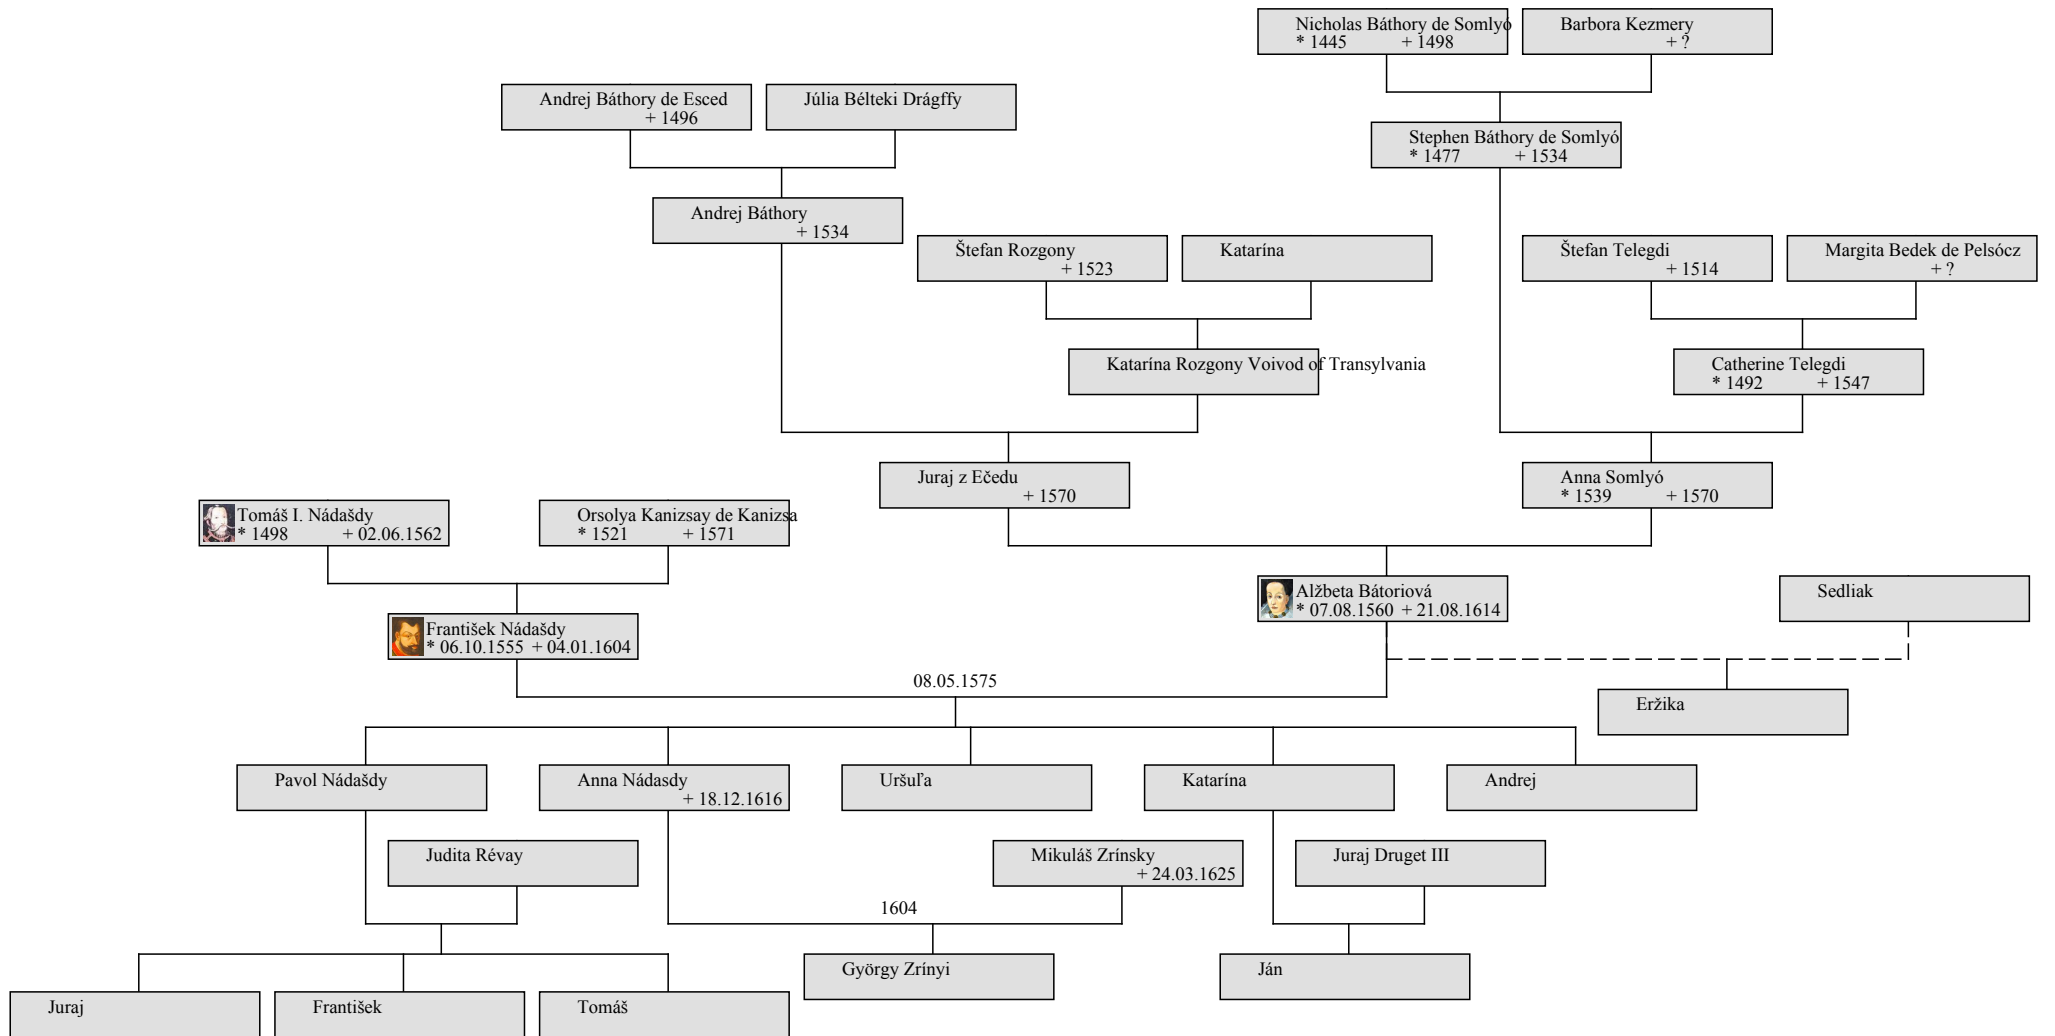 Nicholas Báthory de Somlyó
* 1445 + 1498
Barbora Kezmery
+ ?
Andrej Báthory de Esced
+ 1496
Júlia Bélteki Drágffy
Stephen Báthory de Somlyó
* 1477 + 1534
Andrej Báthory
+ 1534
Štefan Rozgony
+ 1523
Katarína
Štefan Telegdi
+ 1514
Margita Bedek de Pelsócz
+ ?
Katarína Rozgony Voivod of Transylvania
Catherine Telegdi
* 1492 + 1547
Juraj z Ečedu
+ 1570
Anna Somlyó
* 1539 + 1570
Tomáš I. Nádašdy
* 1498 + 02.06.1562
Orsolya Kanizsay de Kanizsa
* 1521 + 1571
Alžbeta Bátoriová
* 07.08.1560 + 21.08.1614
Sedliak
František Nádašdy
* 06.10.1555 + 04.01.1604
08.05.1575
Eržika
Pavol Nádašdy
Anna Nádasdy
+ 18.12.1616
Uršuľa
Katarína
Andrej
Judita Révay
Mikuláš Zrínsky
+ 24.03.1625
Juraj Druget III
1604
György Zrínyi
Ján
Juraj
František
Tomáš